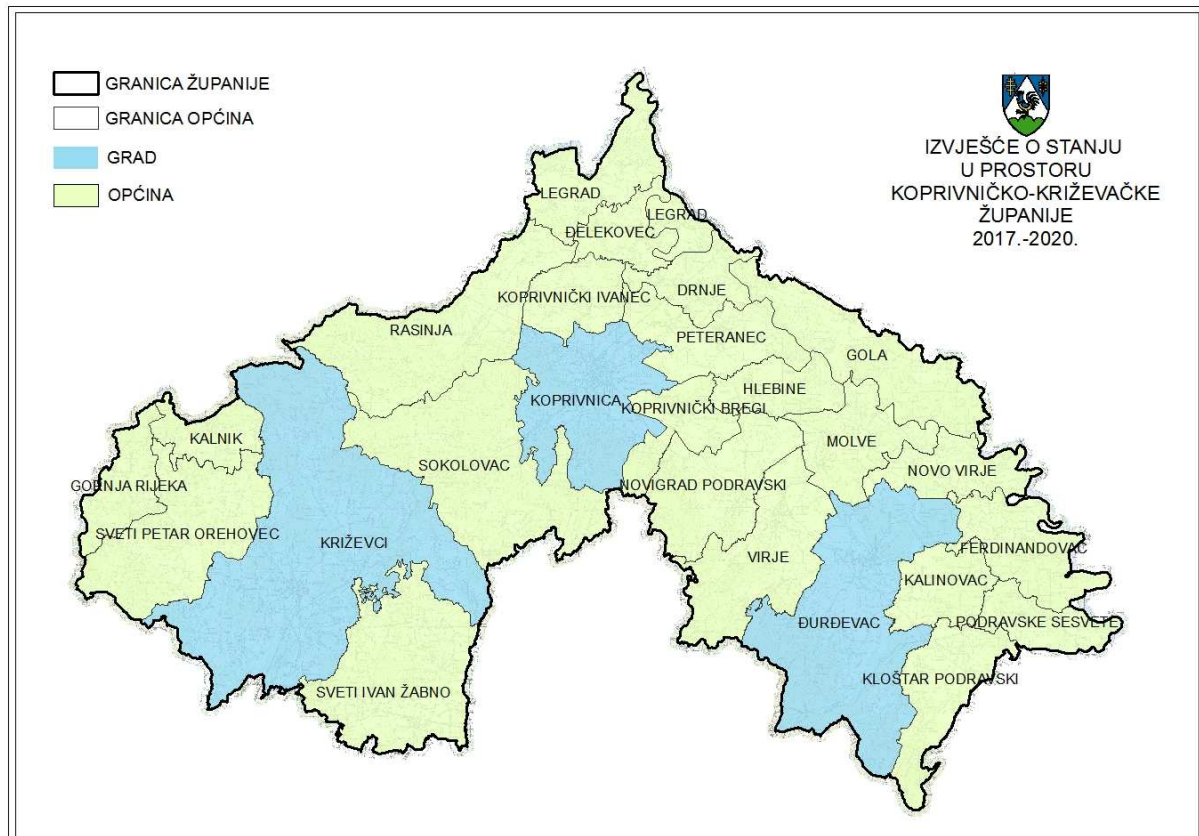 GRANICA ŽUPANIJE
GRANICA OPĆINA
GRAD
OPĆINA
IZVJEŠĆE O STANJU
U PROSTORU
KOPRIVNIČKO-KRIŽEVAČKE
ŽUPANIJE
2017.-2020.
LEGRAD
LEGRAD
ĐELEKOVEC
DRNJE
KOPRIVNIČKI IVANEC
RASINJA
PETERANEC
GOLA
HLEBINE
KOPRIVNICA
KOPRIVNIČKI BREGI
KALNIK
MOLVE
SOKOLOVAC
NOVO VIRJE
GORNJA RIJEKA
NOVIGRAD PODRAVSKI
SVETI PETAR OREHOVEC
KRIŽEVCI
FERDINANDOVAC
VIRJE
KALINOVAC
ĐURĐEVAC
PODRAVSKE SESVETE
KLOŠTAR PODRAVSKI
SVETI IVAN ŽABNO